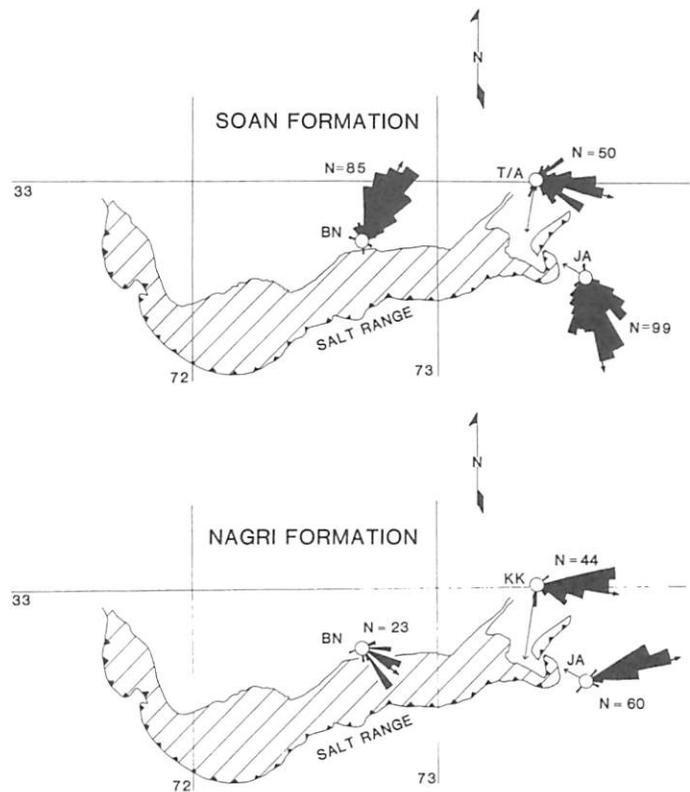 N
SOAN FORMATION
N=85
T/A
N=50
33
BN
JA
SALT RANGE
N=99
72
73
N
NAGRI FORMATION
KK
N = 44
33
BN
N = 23
JA
SALT RANGE
N = 60
72
73